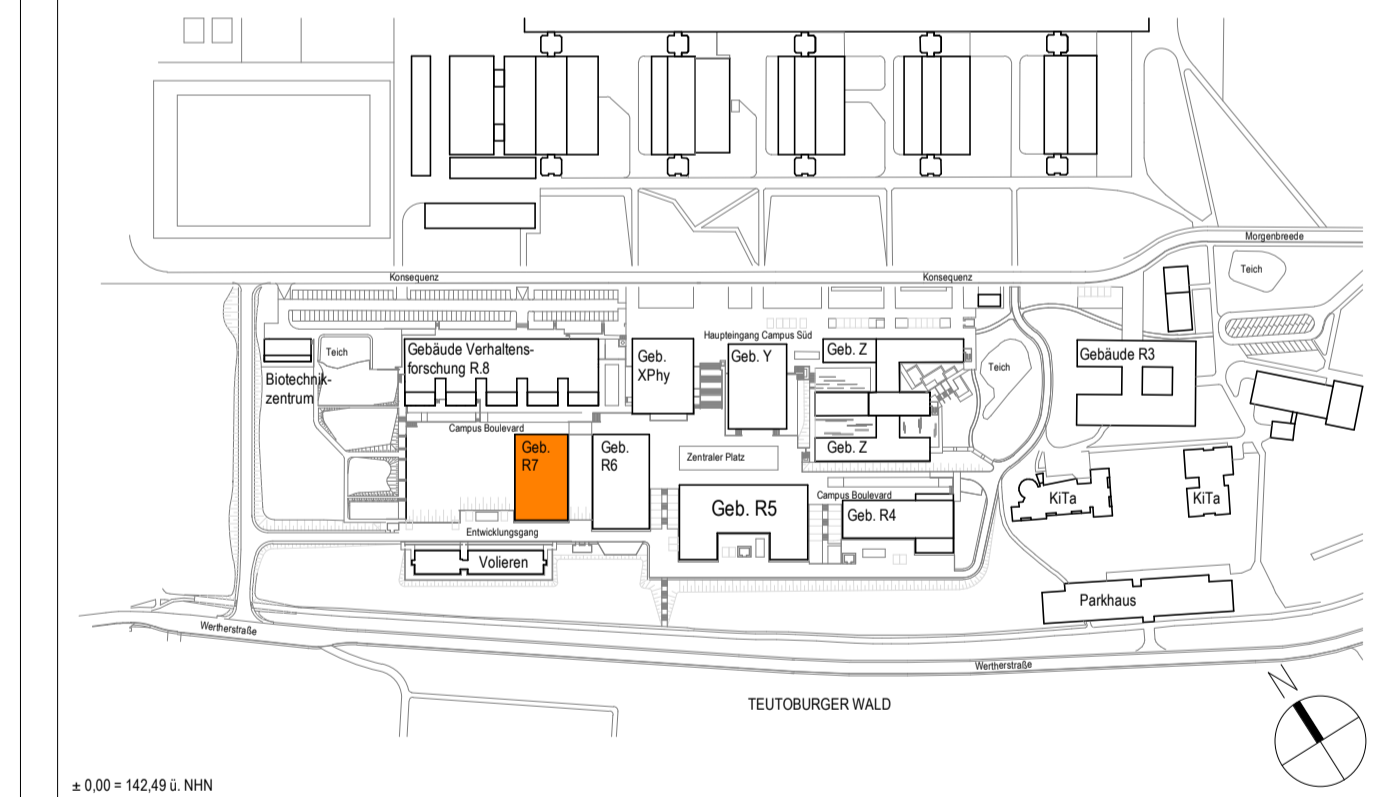 Morgenbreede
Konsequenz
Konsequenz
Teich
Haupteingang Campus Süd
Teich
Gebäude Verhaltens-
forschung R.8
Geb.
XPhy
Geb. Y
Geb. Z
Gebäude R3
Teich
Biotechnik-
zentrum
Campus Boulevard
Geb.
R7
Geb.
R6
Zentraler Platz
Geb. Z
Campus Boulevard
KiTa
KiTa
Geb. R5
Geb. R4
Entwicklungsgang
Volieren
Parkhaus
Wertherstraße
Wertherstraße
N
TEUTOBURGER WALD
± 0,00 = 142,49 ü. NHN